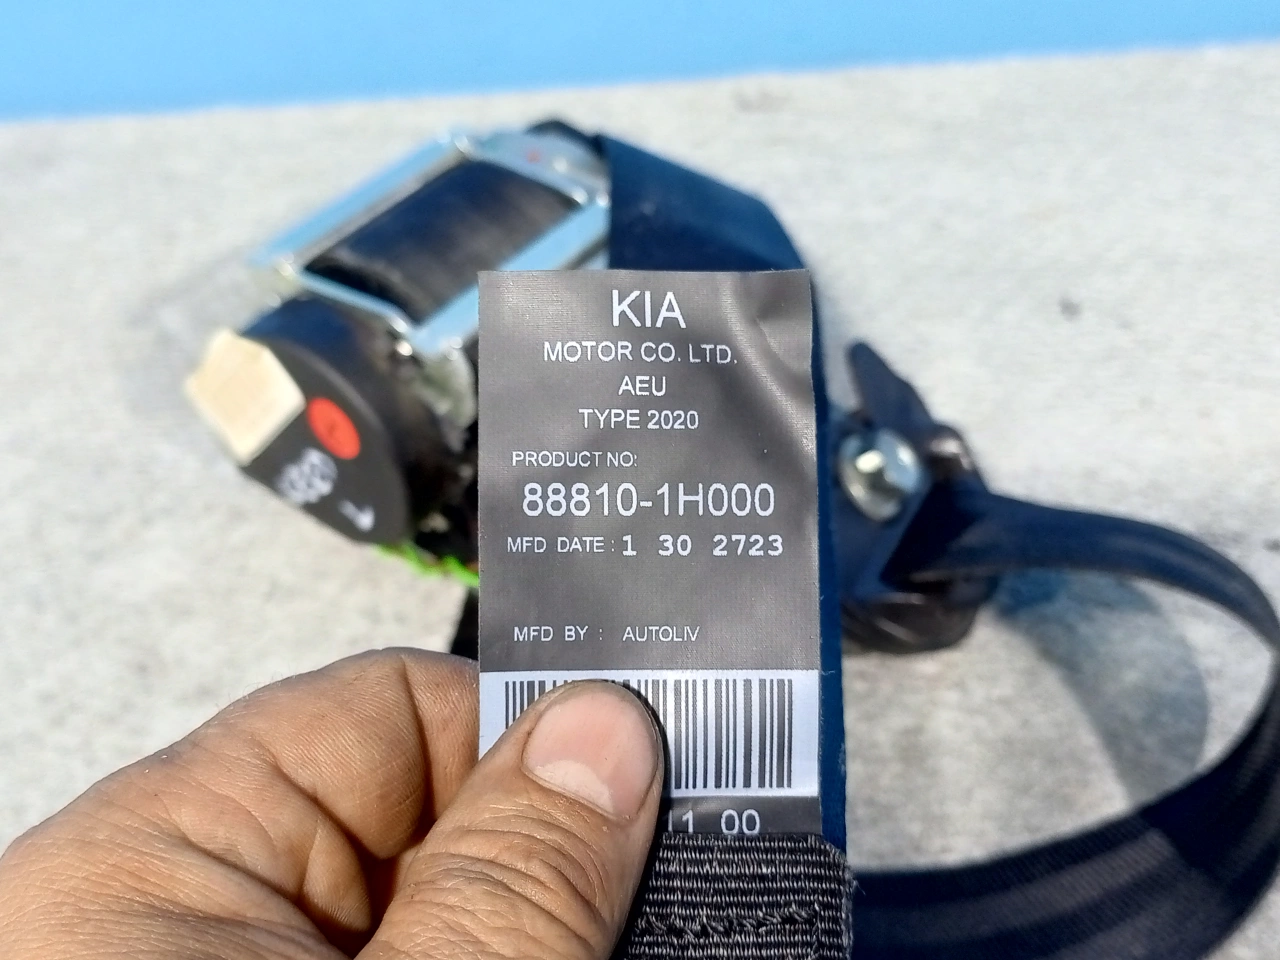 KIA
MOTOR CO. LTD.
AEU
TYPE 2020
PRODUCT NO:
88810-1H000
MFD DATE : 1 30 2723
MFD BY : AUTOLIV
11 00